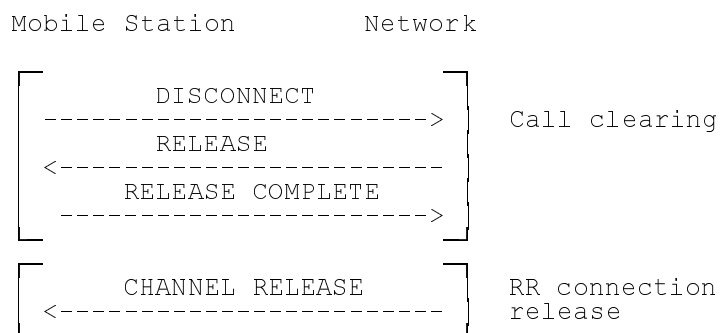 Mobile Station Network
DISCONNECT
Call clearing
RELEASE
RELEASE COMPLETE
CHANNEL RELEASE
RR connection
release